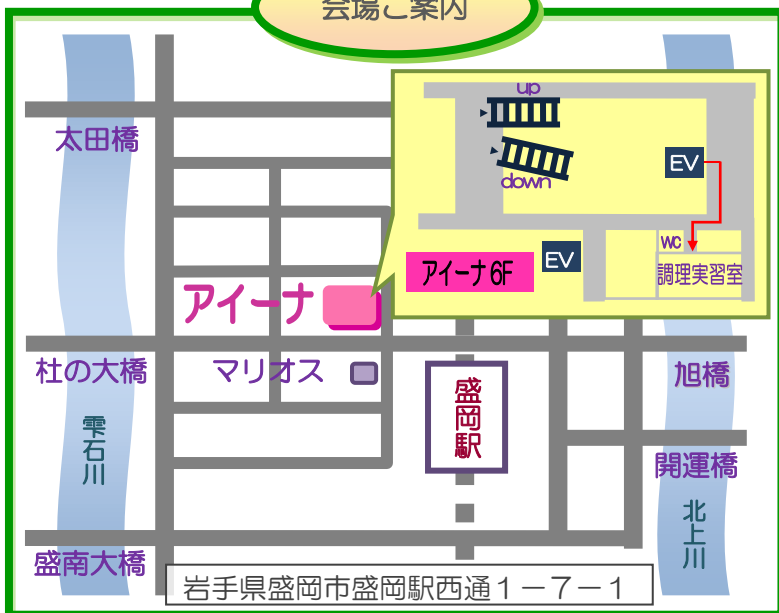 会場ご案内
up
太田橋
EV
down
WC
アイーナ 6F
EV
調理実習室
アイーナ
杜の大橋
マリオス
盛岡駅
旭橋
雫石川
開運橋
北上川
盛南大橋
岩手県盛岡市盛岡駅西通１－７－１